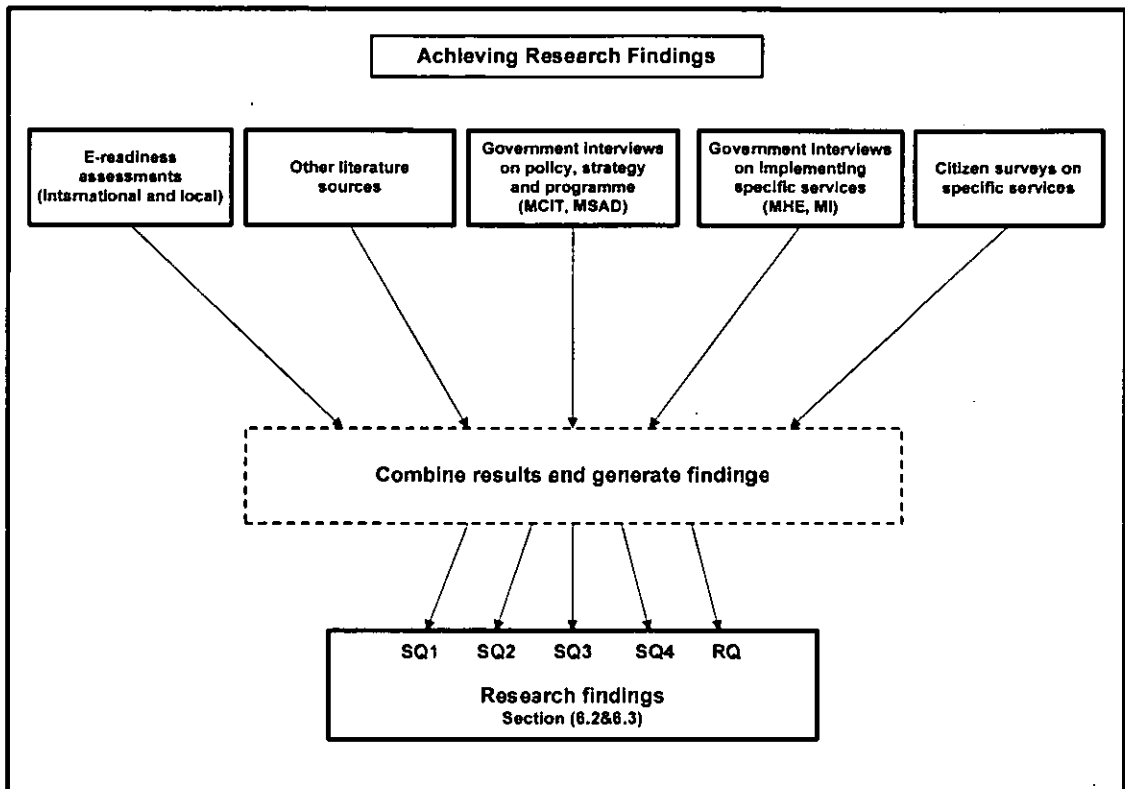 Achieving Research Findings
E-readiness
assessments
(International and local)
Other literature
sources
Government interviews
on policy, strategy
and programme
(MCIT, MSAD)
Government Interviews
on Implementing
specific services
(MHE, MI)
Citizen surveys on
specific services
Combine results and generate findinge
SQ1 SQ2 SQ3 SQ4 RQ
Research findings
Section (6.2&6.3)